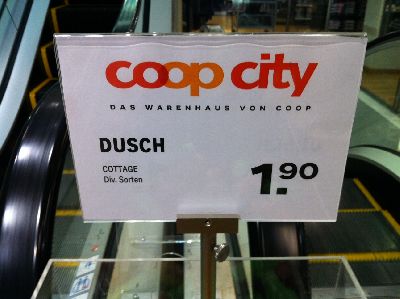 coop city
DAS WARENHAUS VON COOP
DUSCH
COTTAGE
Div. Sorten
1.90